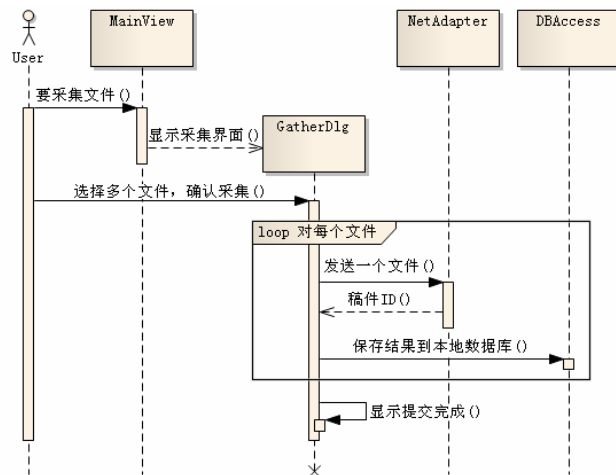 MainView
NetAdapter
DBAccess
User
要采集文件()
显示采集界面()
GatherDlg
选择多个文件，确认采集()
loop 对每个文件
发送一个文件()
稿件ID()
保存结果到本地数据库()
显示提交完成()